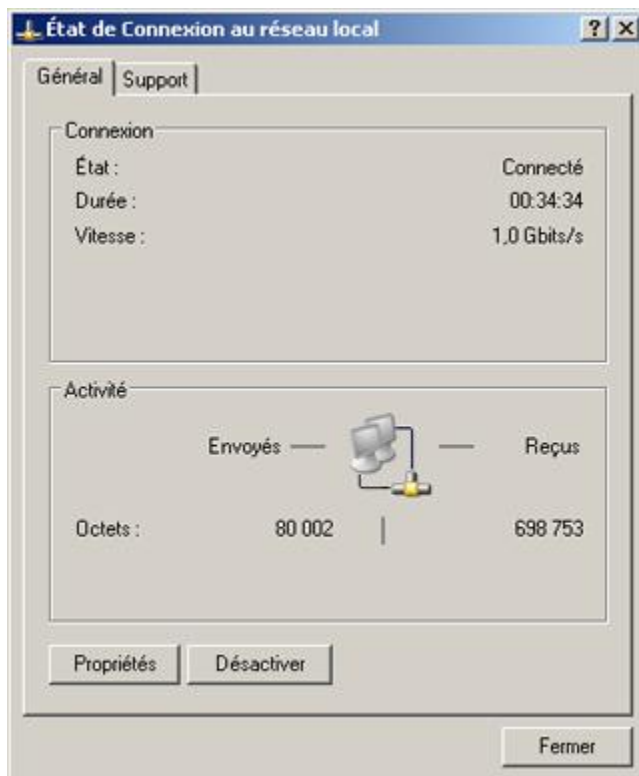 État de Connexion au réseau local
Général Support
Connexion
État : Connecté
Durée : 00:34:34
Vitesse : 1,0 Gbits/s
Activité
Envoyés Reçus
Octets : 80 002 698 753
Propriétés Désactiver
Fermer